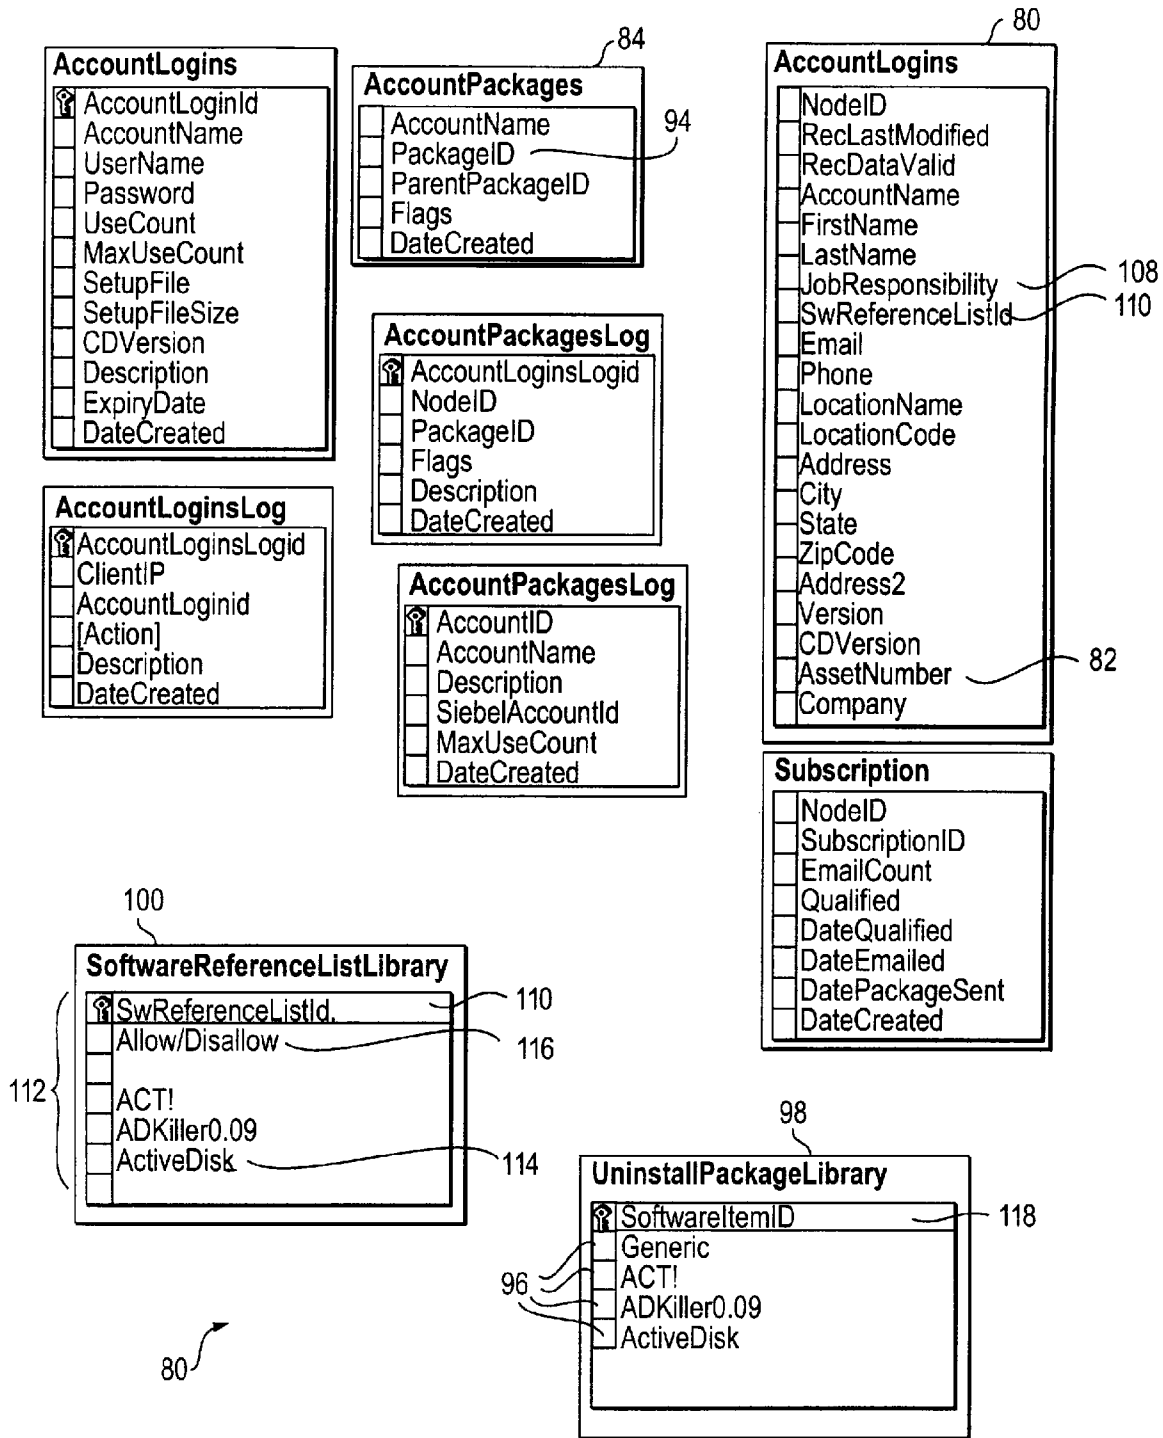 AccountLogins
AccountLoginId
AccountName
UserName
Password
UseCount
MaxUseCount
SetupFile
SetupFileSize
CDVersion
Description
ExpiryDate
DateCreated
84
AccountPackages
AccountName
PackageID
94
ParentPackageID
Flags
DateCreated
80
AccountLogins
NodeID
RecLastModified
RecDataValid
AccountName
FirstName
LastName
JobResponsibility
108
SwReferenceListId
110
Email
Phone
LocationName
LocationCode
Address
City
State
ZipCode
Address2
Version
CDVersion
AssetNumber
82
Company
AccountPackagesLog
AccountLoginsLogid
NodeID
PackageID
Flags
Description
DateCreated
AccountLoginsLog
AccountLoginsLogid
ClientIP
AccountLoginid
[Action]
Description
DateCreated
AccountPackagesLog
AccountID
AccountName
Description
SiebelAccountId
MaxUseCount
DateCreated
Subscription
NodeID
SubscriptionID
EmailCount
Qualified
DateQualified
DateEmailed
DatePackageSent
DateCreated
100
SoftwareReferenceListLibrary
SwReferenceListId.
110
Allow/Disallow
116
112
ACT!
ADKiller0.09
ActiveDisk
114
98
UninstallPackageLibrary
SoftwareItemID
118
Generic
96
ACT!
ADKiller0.09
ActiveDisk
80